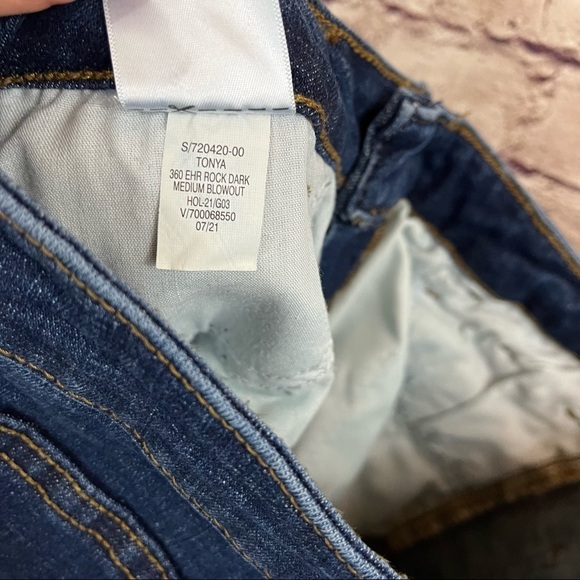 S/720420-00
TONYA
360 EHR ROCK DARK
MEDIUM BLOWOUT
HOL-21/G03
V/700068550
07/21